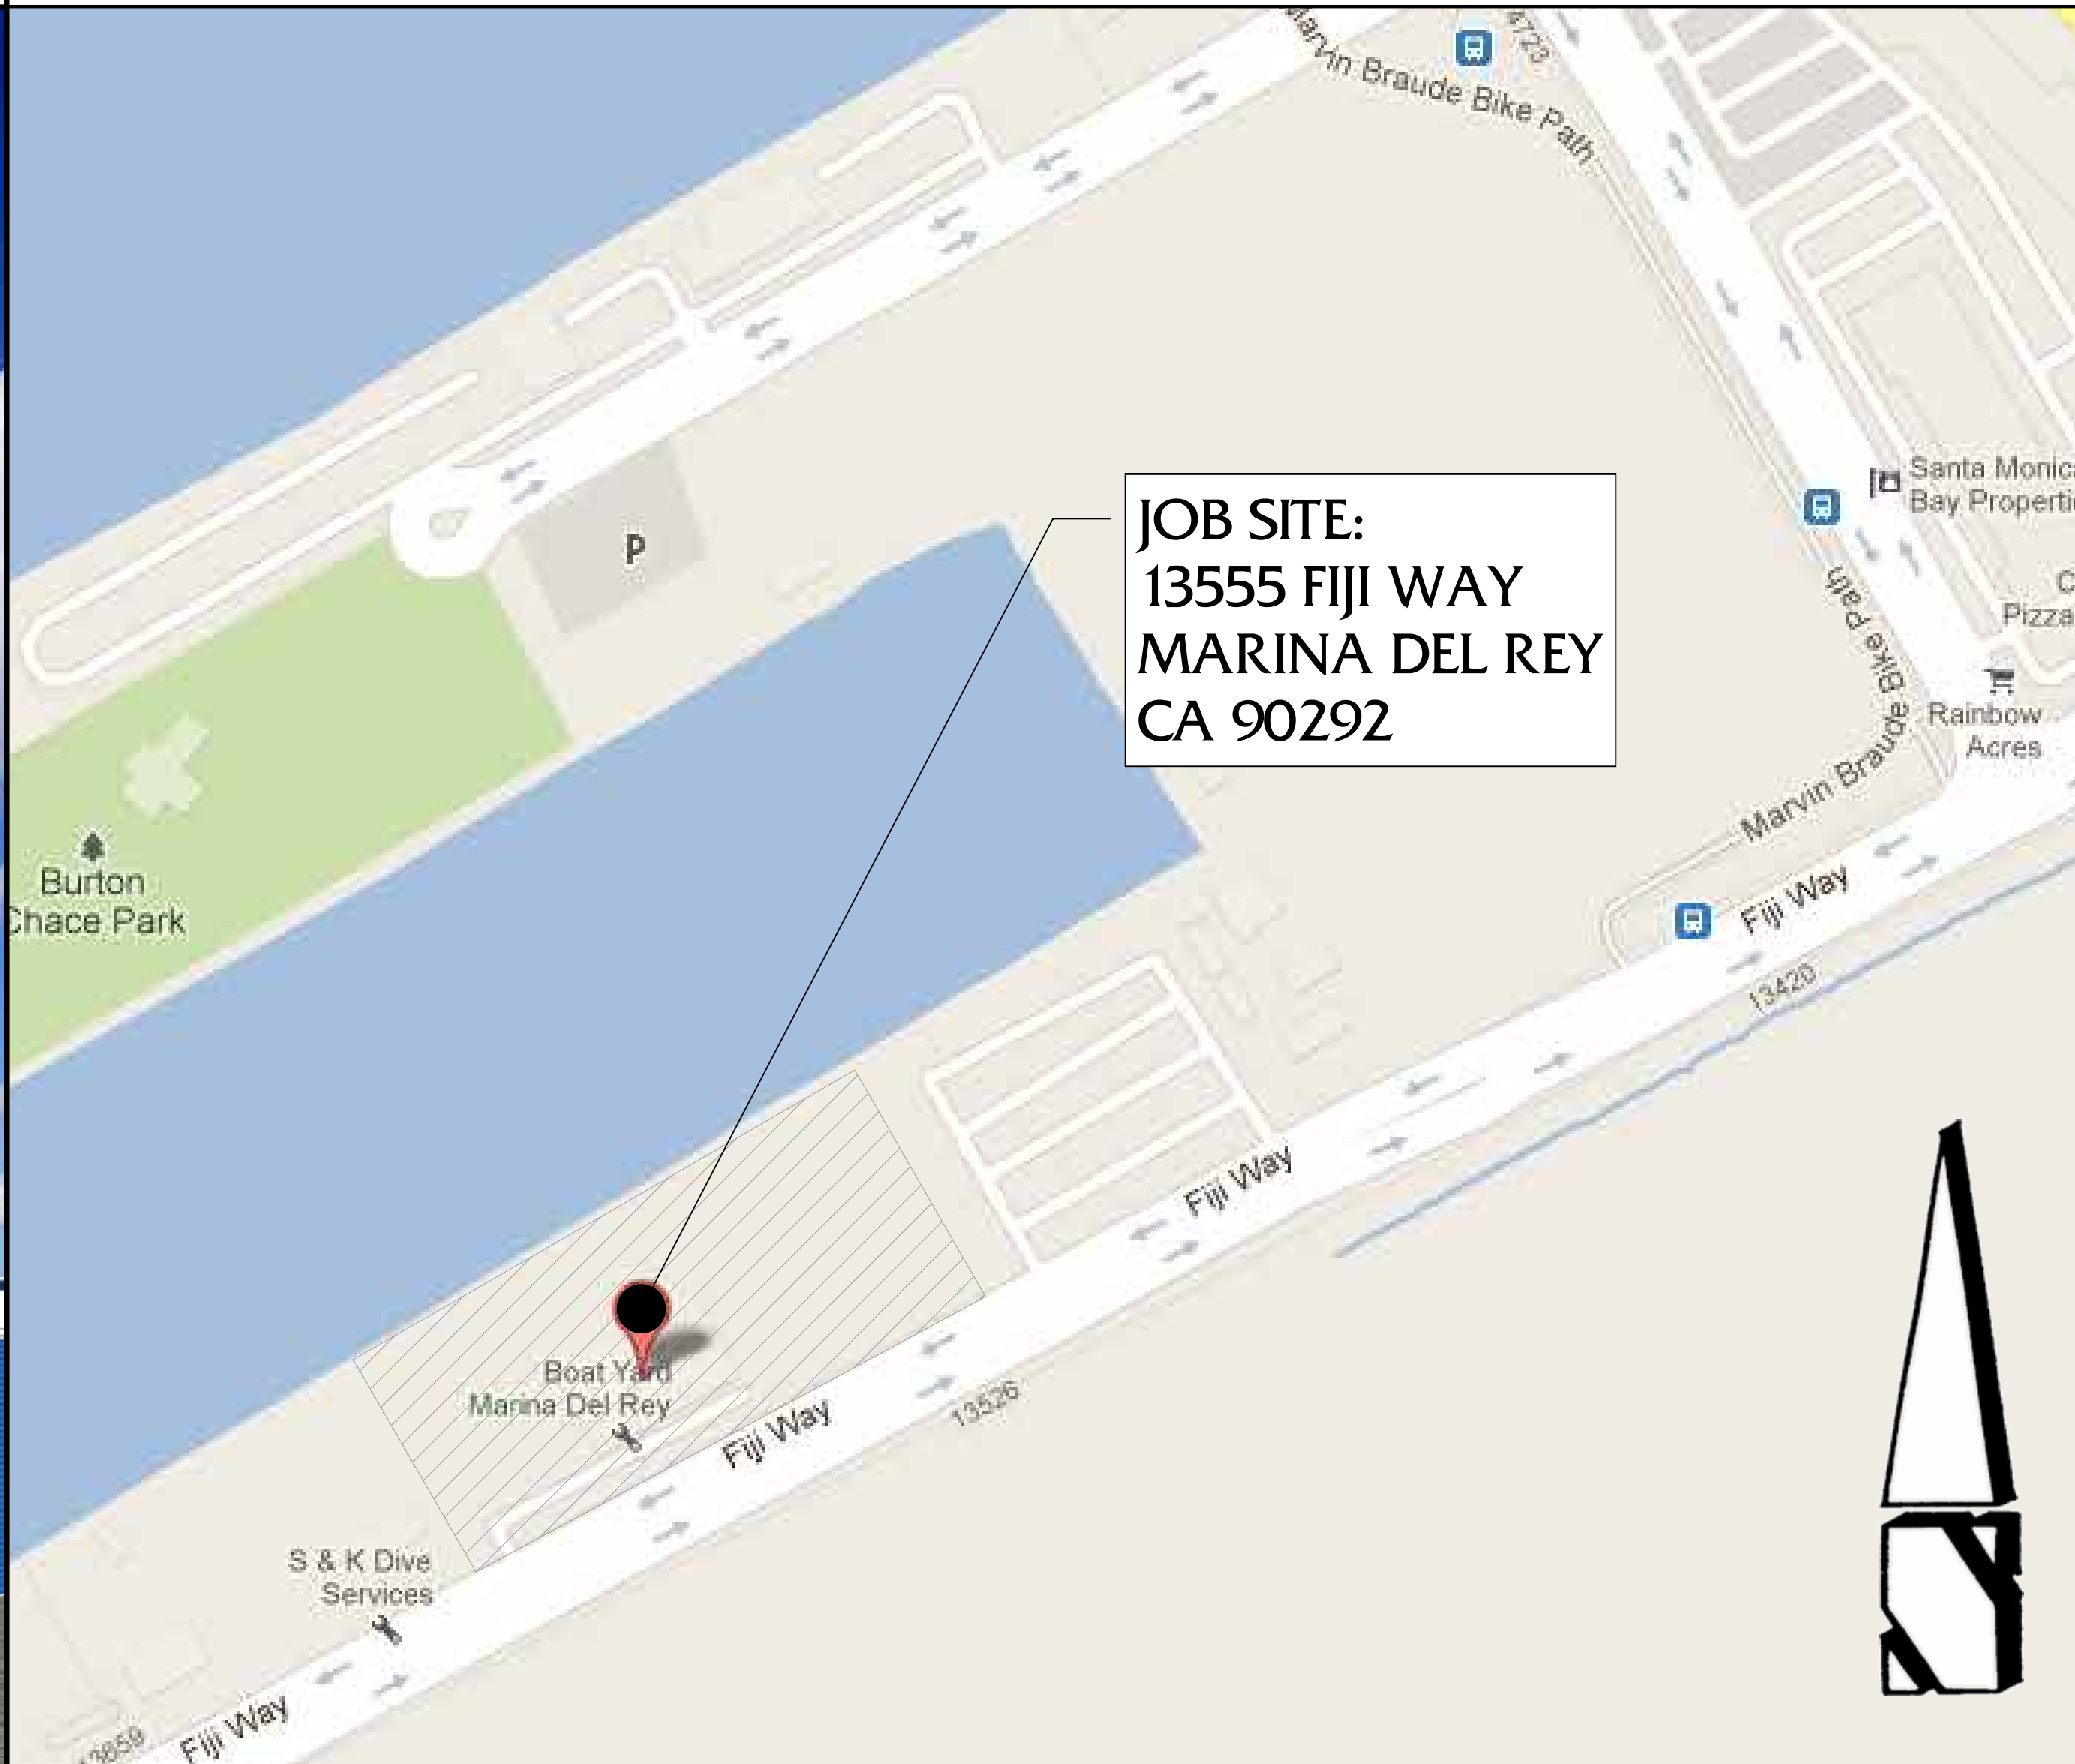 Marvin Braude Bike Path
4723
P
JOB SITE:
13555 FIJI WAY
MARINA DEL REY
CA 90292
Santa Monica
Bay Properti
Pizza
Bike Path
Marvin Braude
Rainbow
Acres
Burton
Chace Park
Fiji Way
13420
Fiji Way
Boat Yard
Marina Del Rey
Fiji Way
13526
S & K Dive
Services
Fiji Way
13659
N